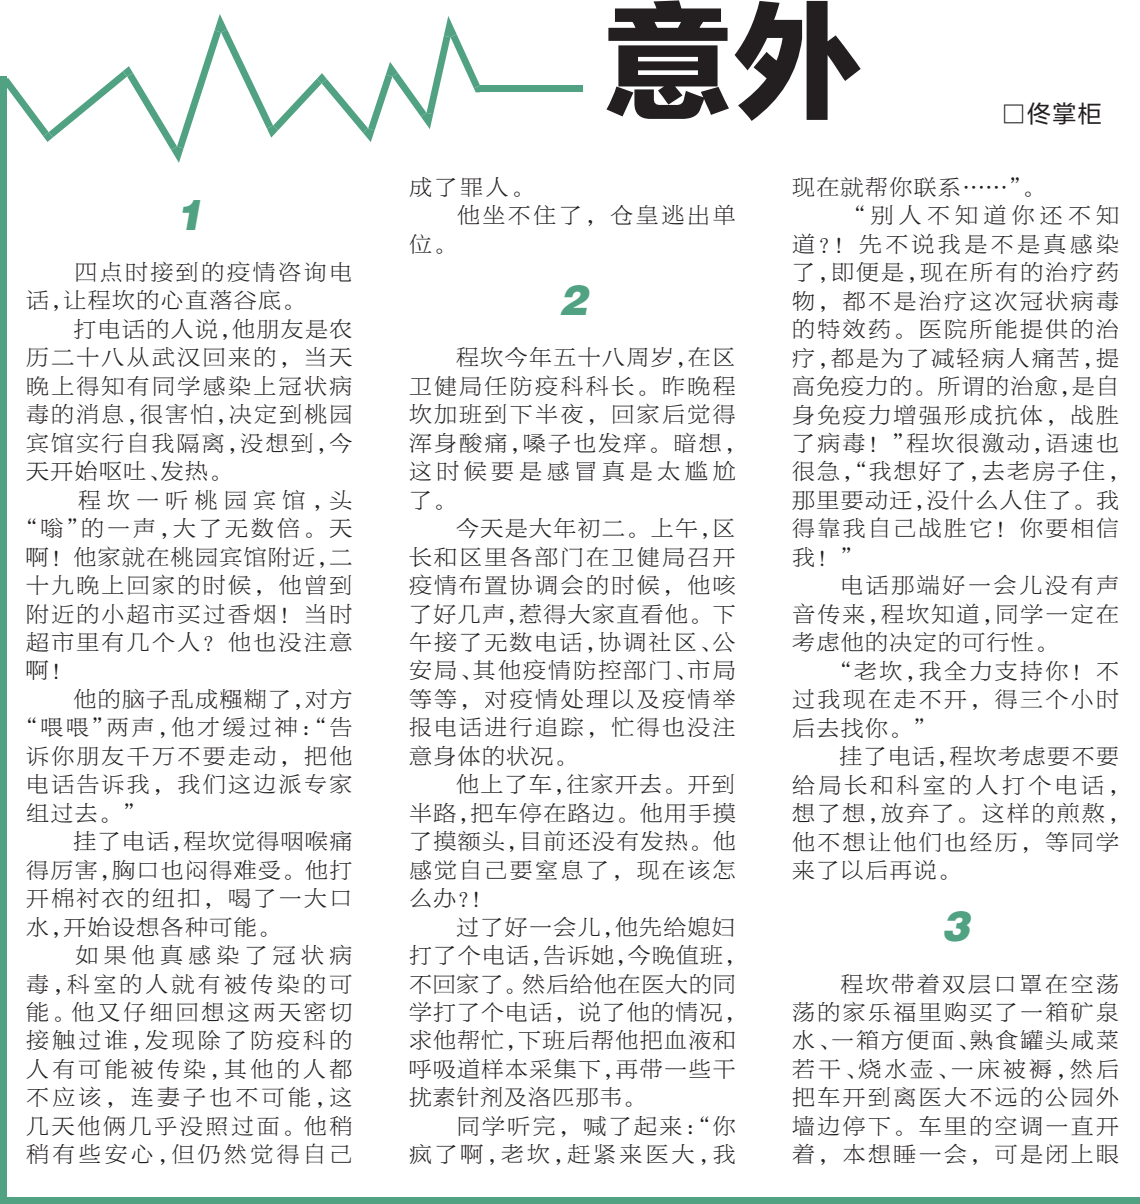 意外
□佟掌柜
1
四点时接到的疫情咨询电
话,让程坎的心直落谷底。
打电话的人说,他朋友是农
历二十八从武汉回来的，当天
晚上得知有同学感染上冠状病
毒的消息,很害怕,决定到桃园
宾馆实行自我隔离,没想到,今
天开始呕吐、发热。
程坎一听桃园宾馆,头
“嗡”的一声,大了无数倍。天
啊！他家就在桃园宾馆附近,二
十九晚上回家的时候，他曾到
附近的小超市买过香烟！当时
超市里有几个人？他也没注意
啊！
他的脑子乱成糨糊了,对方
“喂喂”两声,他才缓过神:“告
诉你朋友千万不要走动，把他
电话告诉我，我们这边派专家
组过去。”
挂了电话,程坎觉得咽喉痛
得厉害,胸口也闷得难受。他打
开棉衬衣的纽扣，喝了一大口
水,开始设想各种可能。
如果他真感染了冠状病
毒,科室的人就有被传染的可
能。他又仔细回想这两天密切
接触过谁,发现除了防疫科的
人有可能被传染,其他的人都
不应该，连妻子也不可能,这
几天他俩几乎没照过面。他稍
稍有些安心,但仍然觉得自己
成了罪人。
他坐不住了，仓皇逃出单
位。
2
程坎今年五十八周岁,在区
卫健局任防疫科科长。昨晚程
坎加班到下半夜，回家后觉得
浑身酸痛,嗓子也发痒。暗想,
这时候要是感冒真是太尴尬
了。
今天是大年初二。上午,区
长和区里各部门在卫健局召开
疫情布置协调会的时候，他咳
了好几声,惹得大家直看他。下
午接了无数电话,协调社区、公
安局、其他疫情防控部门、市局
等等，对疫情处理以及疫情举
报电话进行追踪，忙得也没注
意身体的状况。
他上了车,往家开去。开到
半路,把车停在路边。他用手摸
了摸额头,目前还没有发热。他
感觉自己要窒息了，现在该怎
么办?!
过了好一会儿,他先给媳妇
打了个电话,告诉她,今晚值班,
不回家了。然后给他在医大的同
学打了个电话，说了他的情况,
求他帮忙,下班后帮他把血液和
呼吸道样本采集下,再带一些干
扰素针剂及洛匹那韦。
同学听完，喊了起来:“你
疯了啊,老坎,赶紧来医大,我
现在就帮你联系……”。
“别人不知道你还不知
道?！先不说我是不是真感染
了,即便是,现在所有的治疗药
物，都不是治疗这次冠状病毒
的特效药。医院所能提供的治
疗,都是为了减轻病人痛苦,提
高免疫力的。所谓的治愈,是自
身免疫力增强形成抗体，战胜
了病毒！”程坎很激动,语速也
很急,“我想好了,去老房子住,
那里要动迁,没什么人住了。我
得靠我自己战胜它！你要相信
我！”
电话那端好一会儿没有声
音传来,程坎知道,同学一定在
考虑他的决定的可行性。
“老坎,我全力支持你！不
过我现在走不开，得三个小时
后去找你。”
挂了电话,程坎考虑要不要
给局长和科室的人打个电话,
想了想,放弃了。这样的煎熬,
他不想让他们也经历，等同学
来了以后再说。
3
程坎带着双层口罩在空荡
荡的家乐福里购买了一箱矿泉
水、一箱方便面、熟食罐头咸菜
若干、烧水壶、一床被褥,然后
把车开到离医大不远的公园外
墙边停下。车里的空调一直开
着，本想睡一会，可是闭上眼